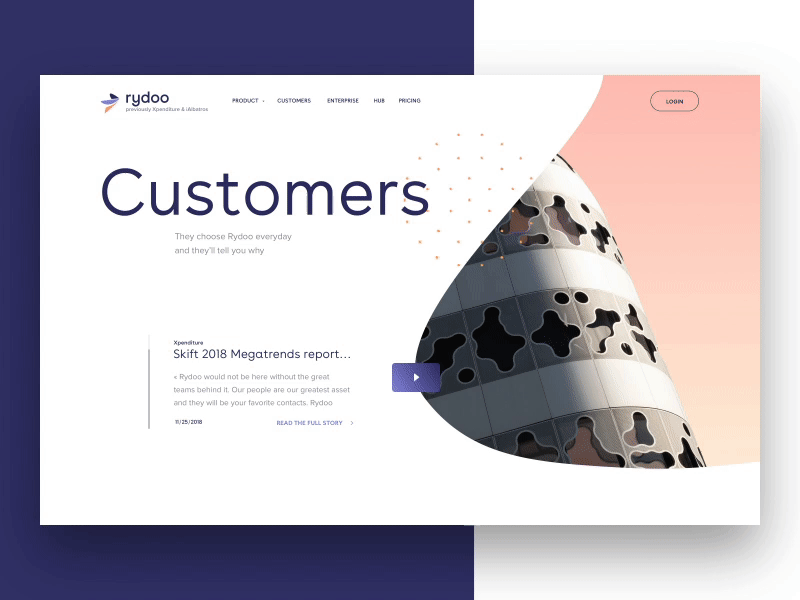 rydoo
previously Xpenditure & iAlbatros
PRODUCT
CUSTOMERS
ENTERPRISE
HUB
PRICING
LOGIN
Customers
They choose Rydoo everyday
and they'll tell you why
Xpenditure
Skift 2018 Megatrends report...
« Rydoo would not be here without the great
teams behind it. Our people are our greatest asset
and they will be your favorite contacts. Rydoo
11/25/2018
READ THE FULL STORY >